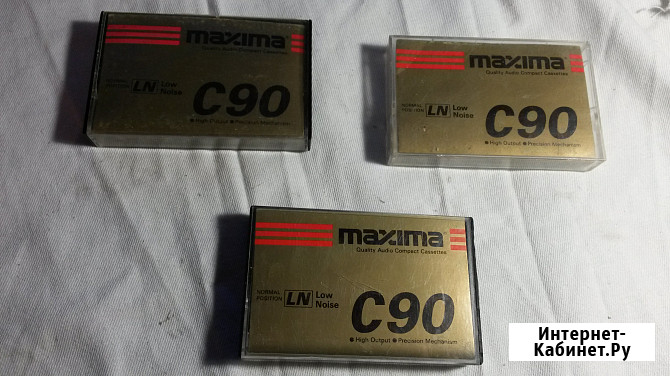 maxima
Quality Audio Compact Cassettes
NORMAL
POSITION
LN
Low
Noise
C90
● High Output ● Precision Mechanism
maxima
Quality Audio Compact Cassettes
NORMAL
POSITION
LN
Low
Noise
C90
● High Output ● Precision Mechanism
maxima
Quality Audio Compact Cassettes
NORMAL
POSITION
LN
Low
Noise
C90
● High Output ● Precision Mechanism
Интернет-
Кабинет.Ру